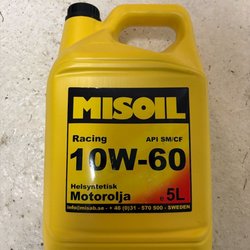 MISOIL
Racing API SM/CF
10W-60
Helsyntetisk
Motorolja e 5L
info@misab.se - + 46 (0)31 - 570 500 - SWEDEN